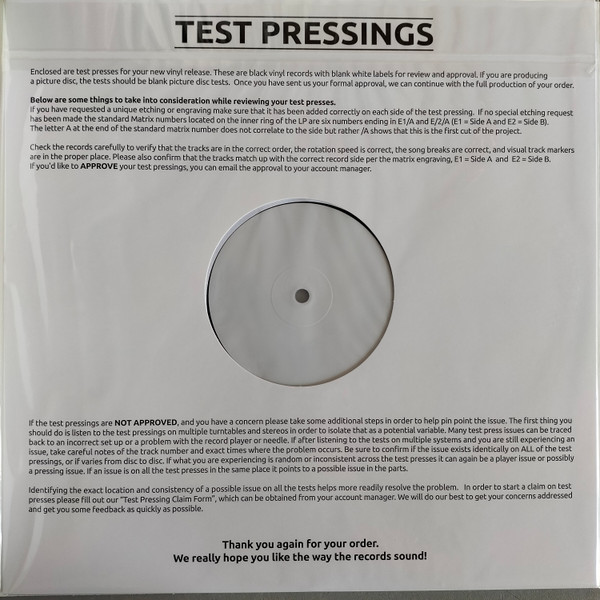 TEST PRESSINGS
Enclosed are test presses for your new vinyl release. These are black vinyl records with blank white labels for review and approval. If you are producing
a picture disc, the tests should be blank picture disc tests. Once you have sent us your formal approval, we can continue with the full production of your order.
Below are some things to take into consideration while reviewing your test presses.
If you have requested a unique etching or engraving make sure that it has been added correctly on each side of the test pressing. If no special etching request
has been made the standard Matrix numbers located on the inner ring of the LP are six numbers ending in E1/A and E/2/A (E1 = Side A and E2 = Side B).
The letter A at the end of the standard matrix number does not correlate to the side but rather /A shows that this is the first cut of the project.
Check the records carefully to verify that the tracks are in the correct order, the rotation speed is correct, the song breaks are correct, and visual track markers
are in the proper place. Please also confirm that the tracks match up with the correct record side per the matrix engraving, E1 = Side A and E2 = Side B.
If you'd like to APPROVE your test pressings, you can email the approval to your account manager.
If the test pressings are NOT APPROVED, and you have a concern please take some additional steps in order to help pin point the issue. The first thing you
should do is listen to the test pressings on multiple turntables and stereos in order to isolate that as a potential variable. Many test press issues can be traced
back to an incorrect set up or a problem with the record player or needle. If after listening to the tests on multiple systems and you are still experiencing an
issue, take careful notes of the track number and exact times where the problem occurs. Be sure to confirm if the issue exists identically on ALL of the test
pressings, or if varies from disc to disc. If what you are experiencing is random or inconsistent across the test presses it can again be a player issue or possibly
a pressing issue. If an issue is on all the test presses in the same place it points to a possible issue in the parts.
Identifying the exact location and consistency of a possible issue on all the tests helps more readily resolve the problem. In order to start a claim on test
presses please fill out our "Test Pressing Claim Form", which can be obtained from your account manager. We will do our best to get your concerns addressed
and get you some feedback as quickly as possible.
Thank you again for your order.
We really hope you like the way the records sound!